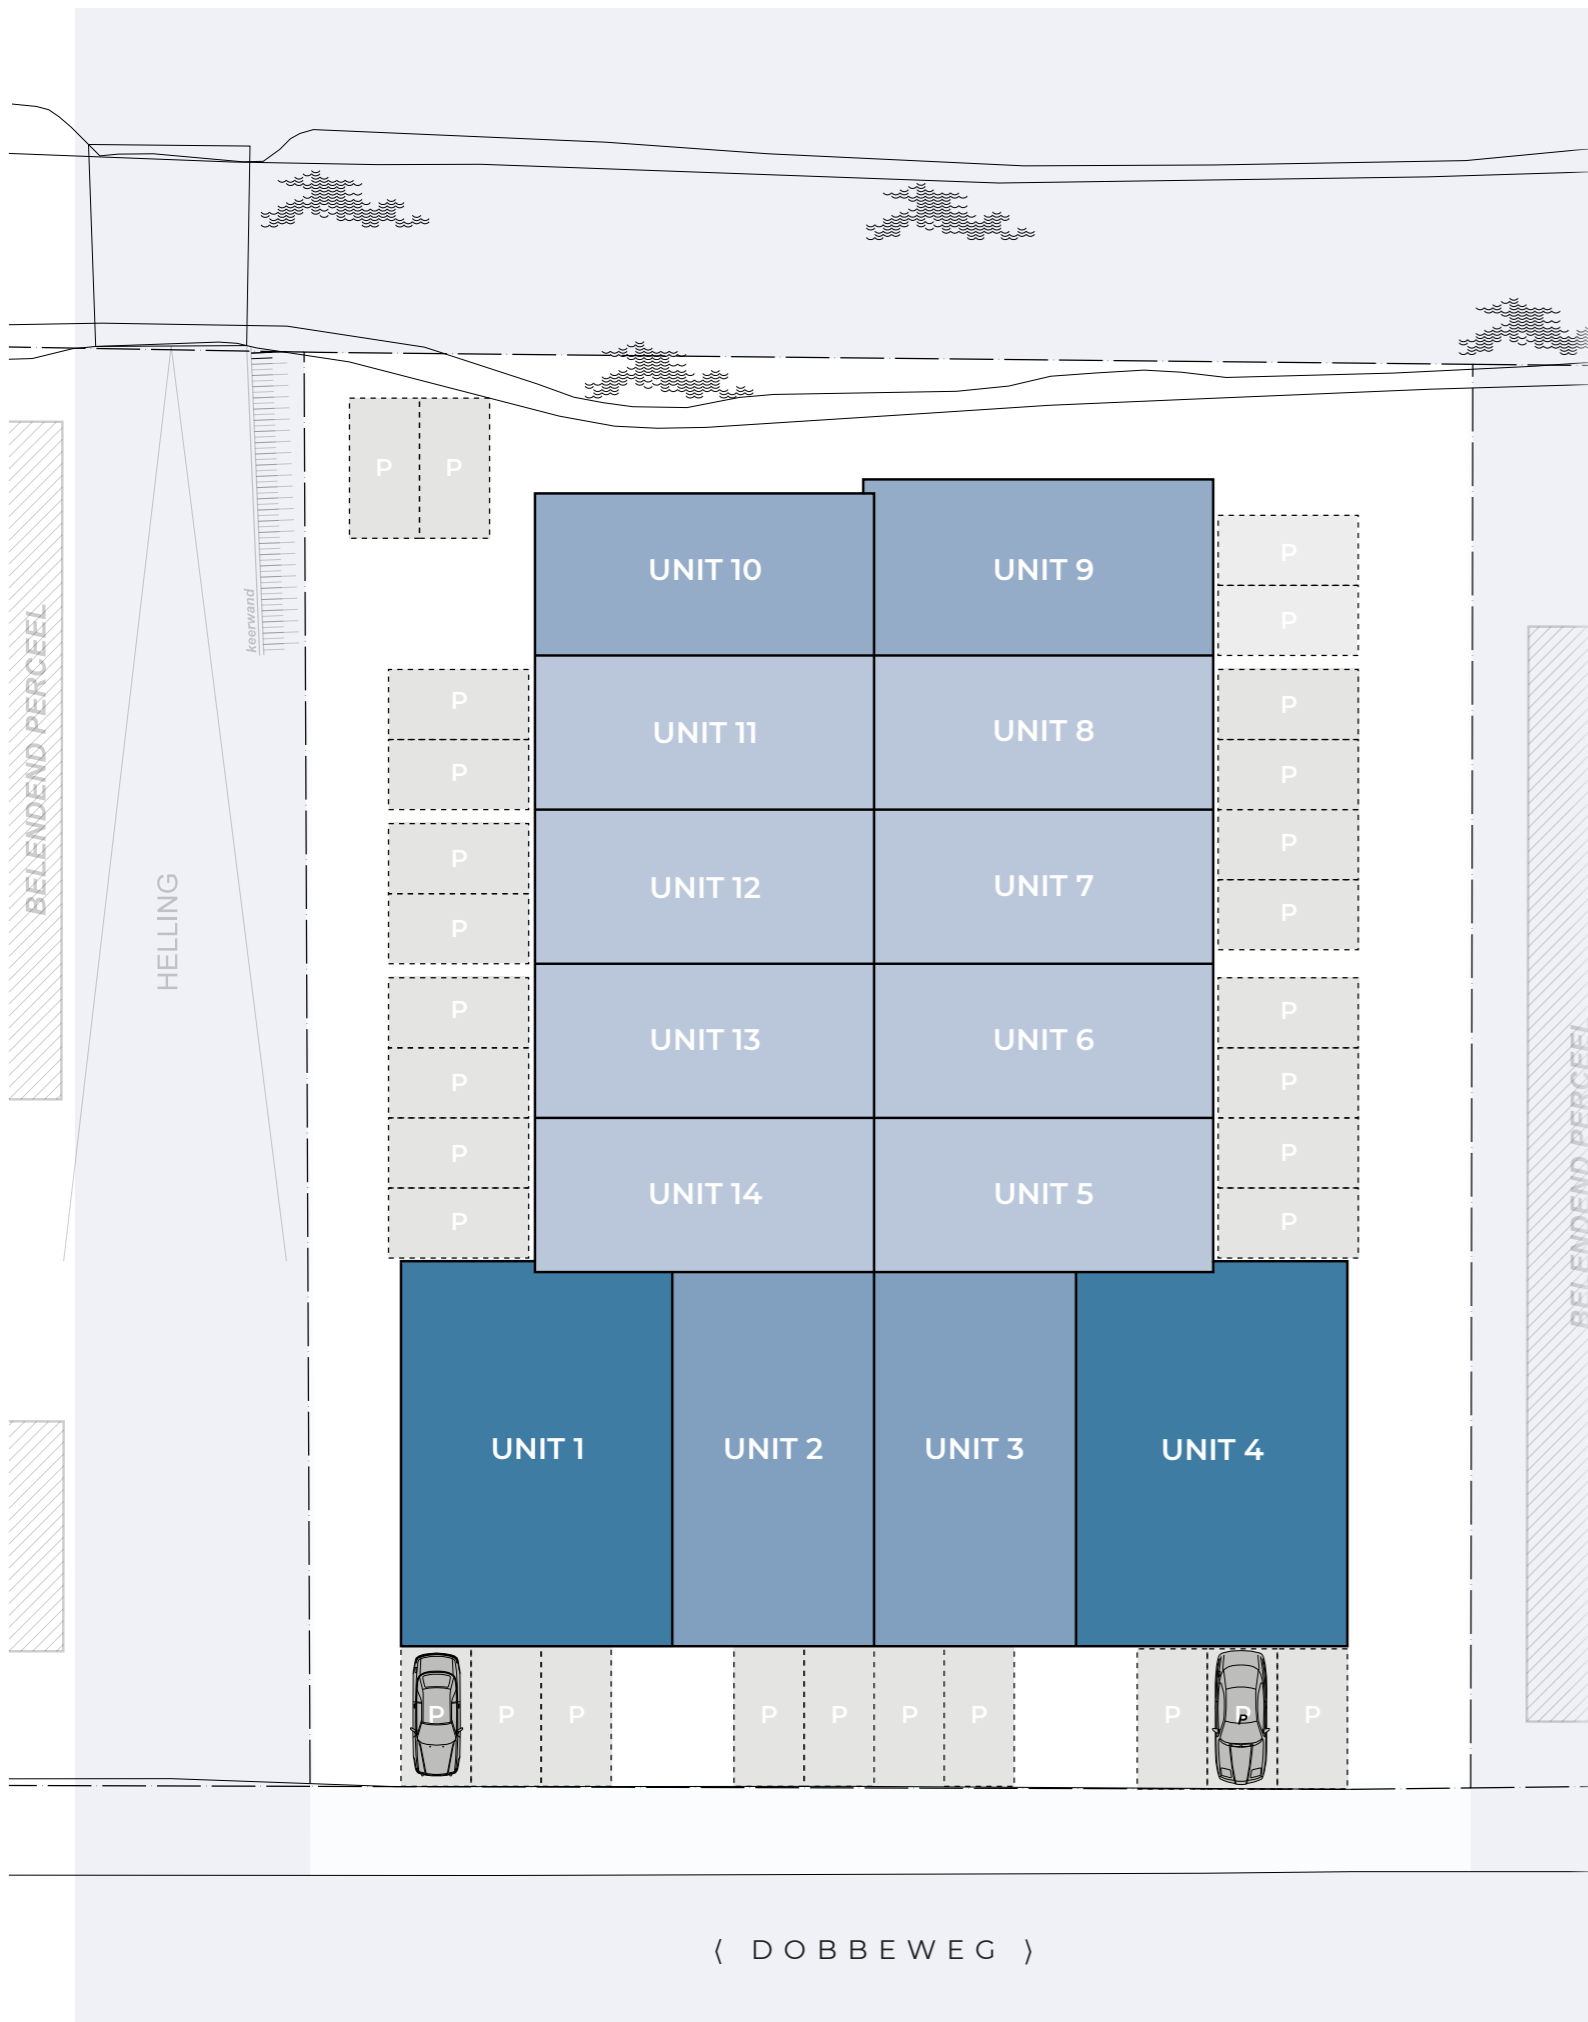 P P
UNIT 10 UNIT 9 P
P
keerwand
BELENDEND PERCEEL
P UNIT 11 UNIT 8 P
P P
P UNIT 12 UNIT 7 P
P P
HELLING
P UNIT 13 UNIT 6 P
P P
BELENDEND PERCEEL
P UNIT 14 UNIT 5 P
P P
UNIT 1 UNIT 2 UNIT 3 UNIT 4
P P P P P P P P P P
P
⟨ DOBBEWEG ⟩